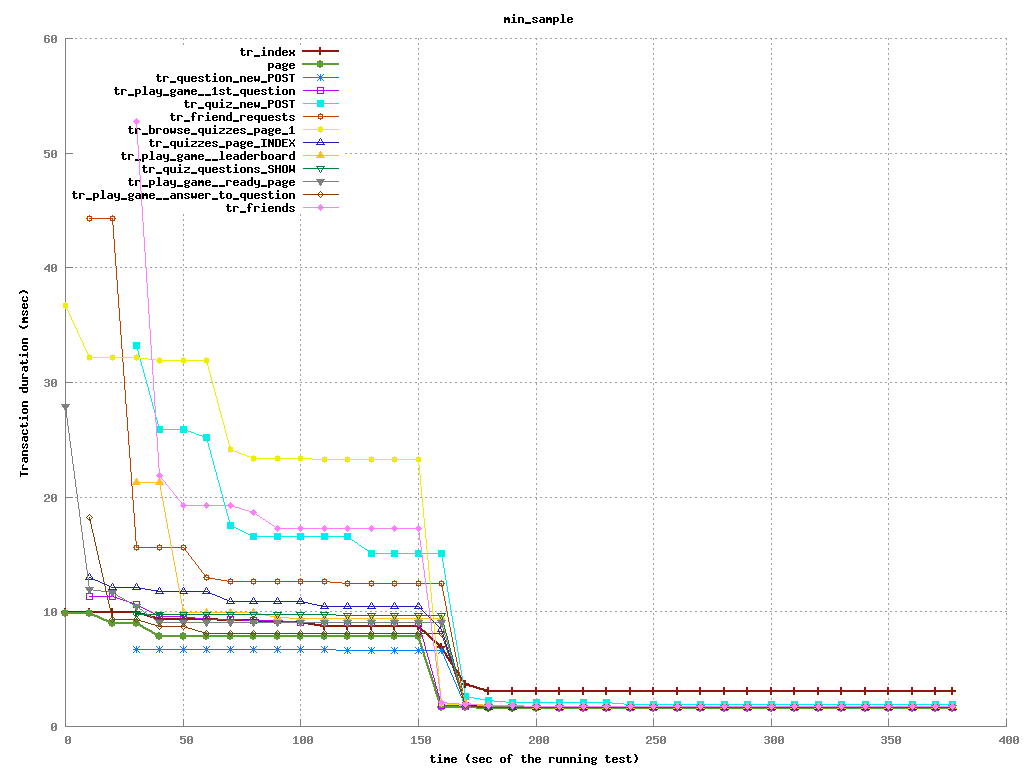 min_sample
60
50
40
30
20
10
0
Transaction duration (msec)
tr_index
page
tr_question_new_POST
tr_play_game__1st_question
tr_quiz_new_POST
tr_friend_requests
tr_browse_quizzes_page_1
tr_quizzes_page_INDEX
tr_play_game__leaderboard
tr_quiz_questions_SHOW
tr_play_game__ready_page
tr_play_game__answer_to_question
tr_friends
0 50 100 150 200 250 300 350 400
time (sec of the running test)